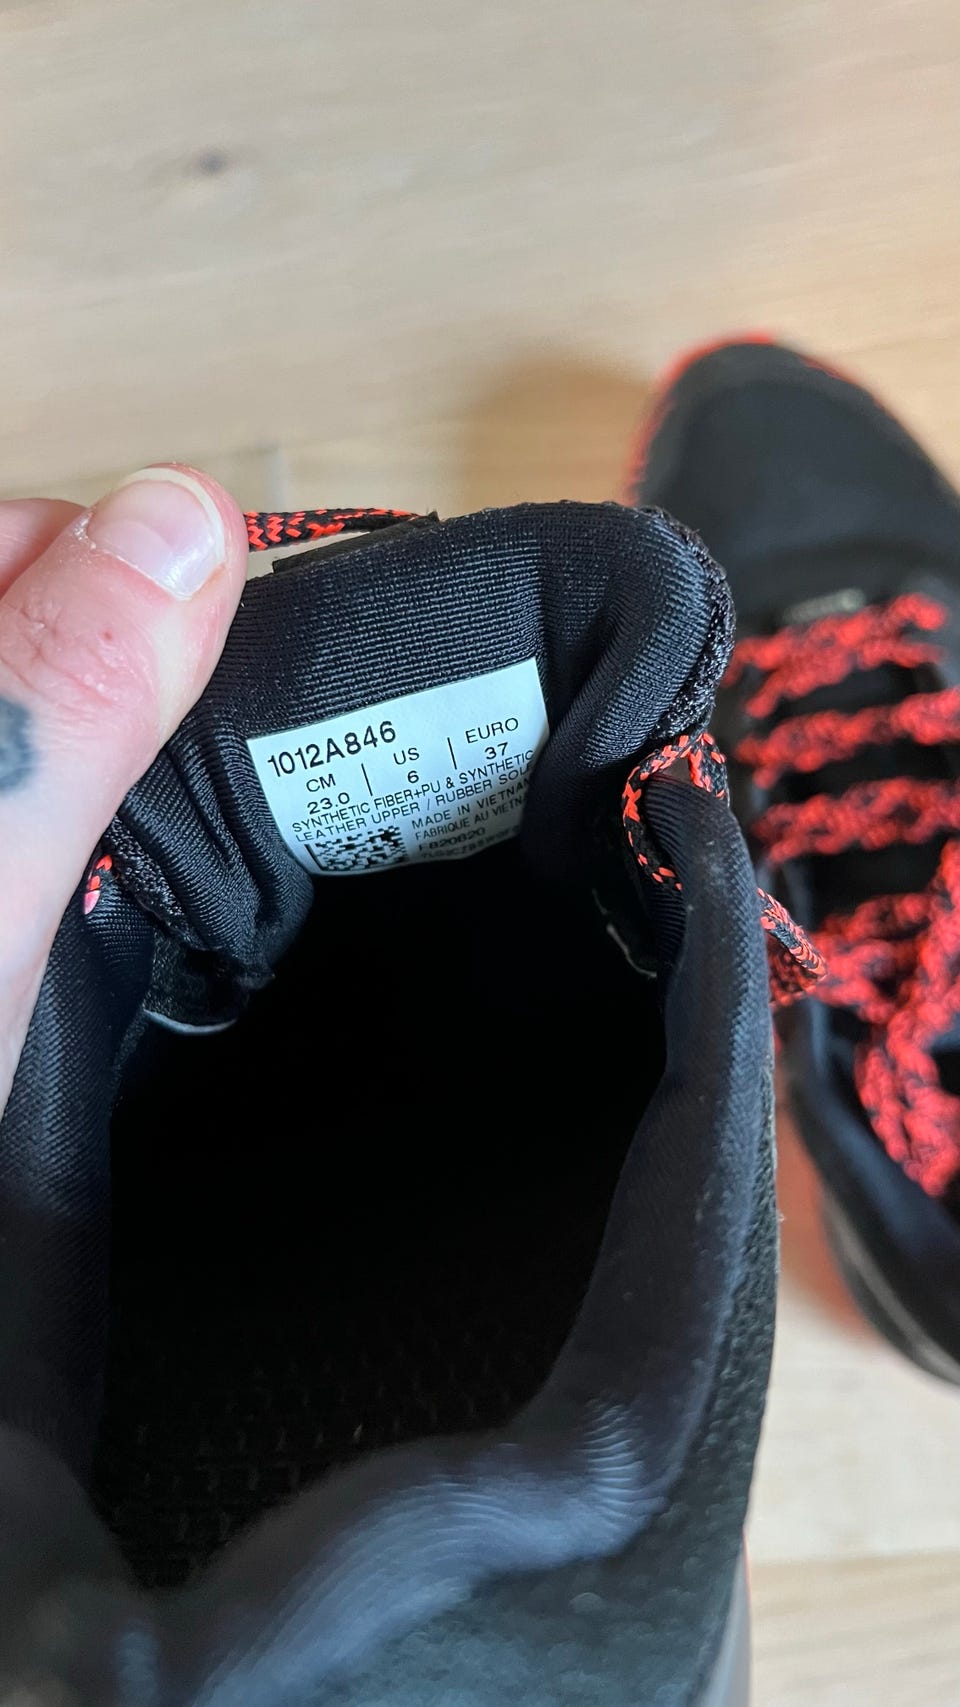 1012A846
CM | US | EURO
23.0 6 37
SYNTHETIC FIBER+PU & SYNTHETIC
LEATHER UPPER / RUBBER SOLE
MADE IN VIETNAM
FABRIQUE AU VIETNAM
FB20620